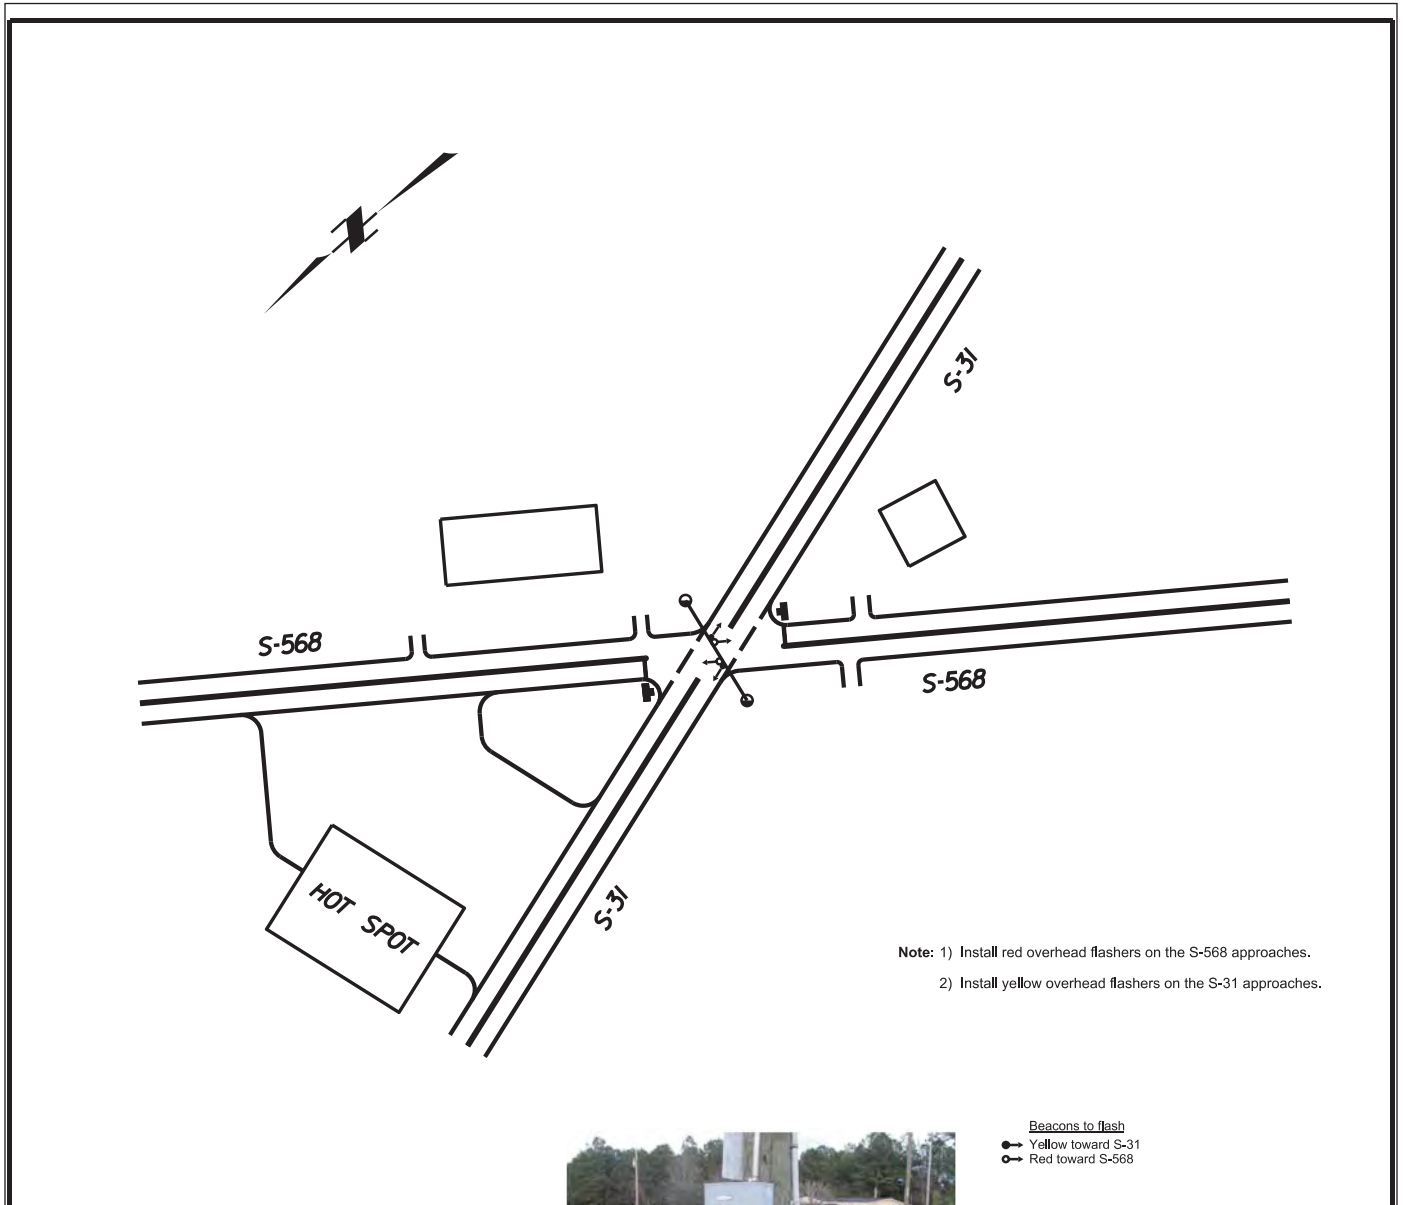 S-31
S-568
S-568
HOT SPOT
S-31
Note: 1) Install red overhead flashers on the S-568 approaches.
2) Install yellow overhead flashers on the S-31 approaches.
Beacons to flash
Yellow toward S-31
Red toward S-568